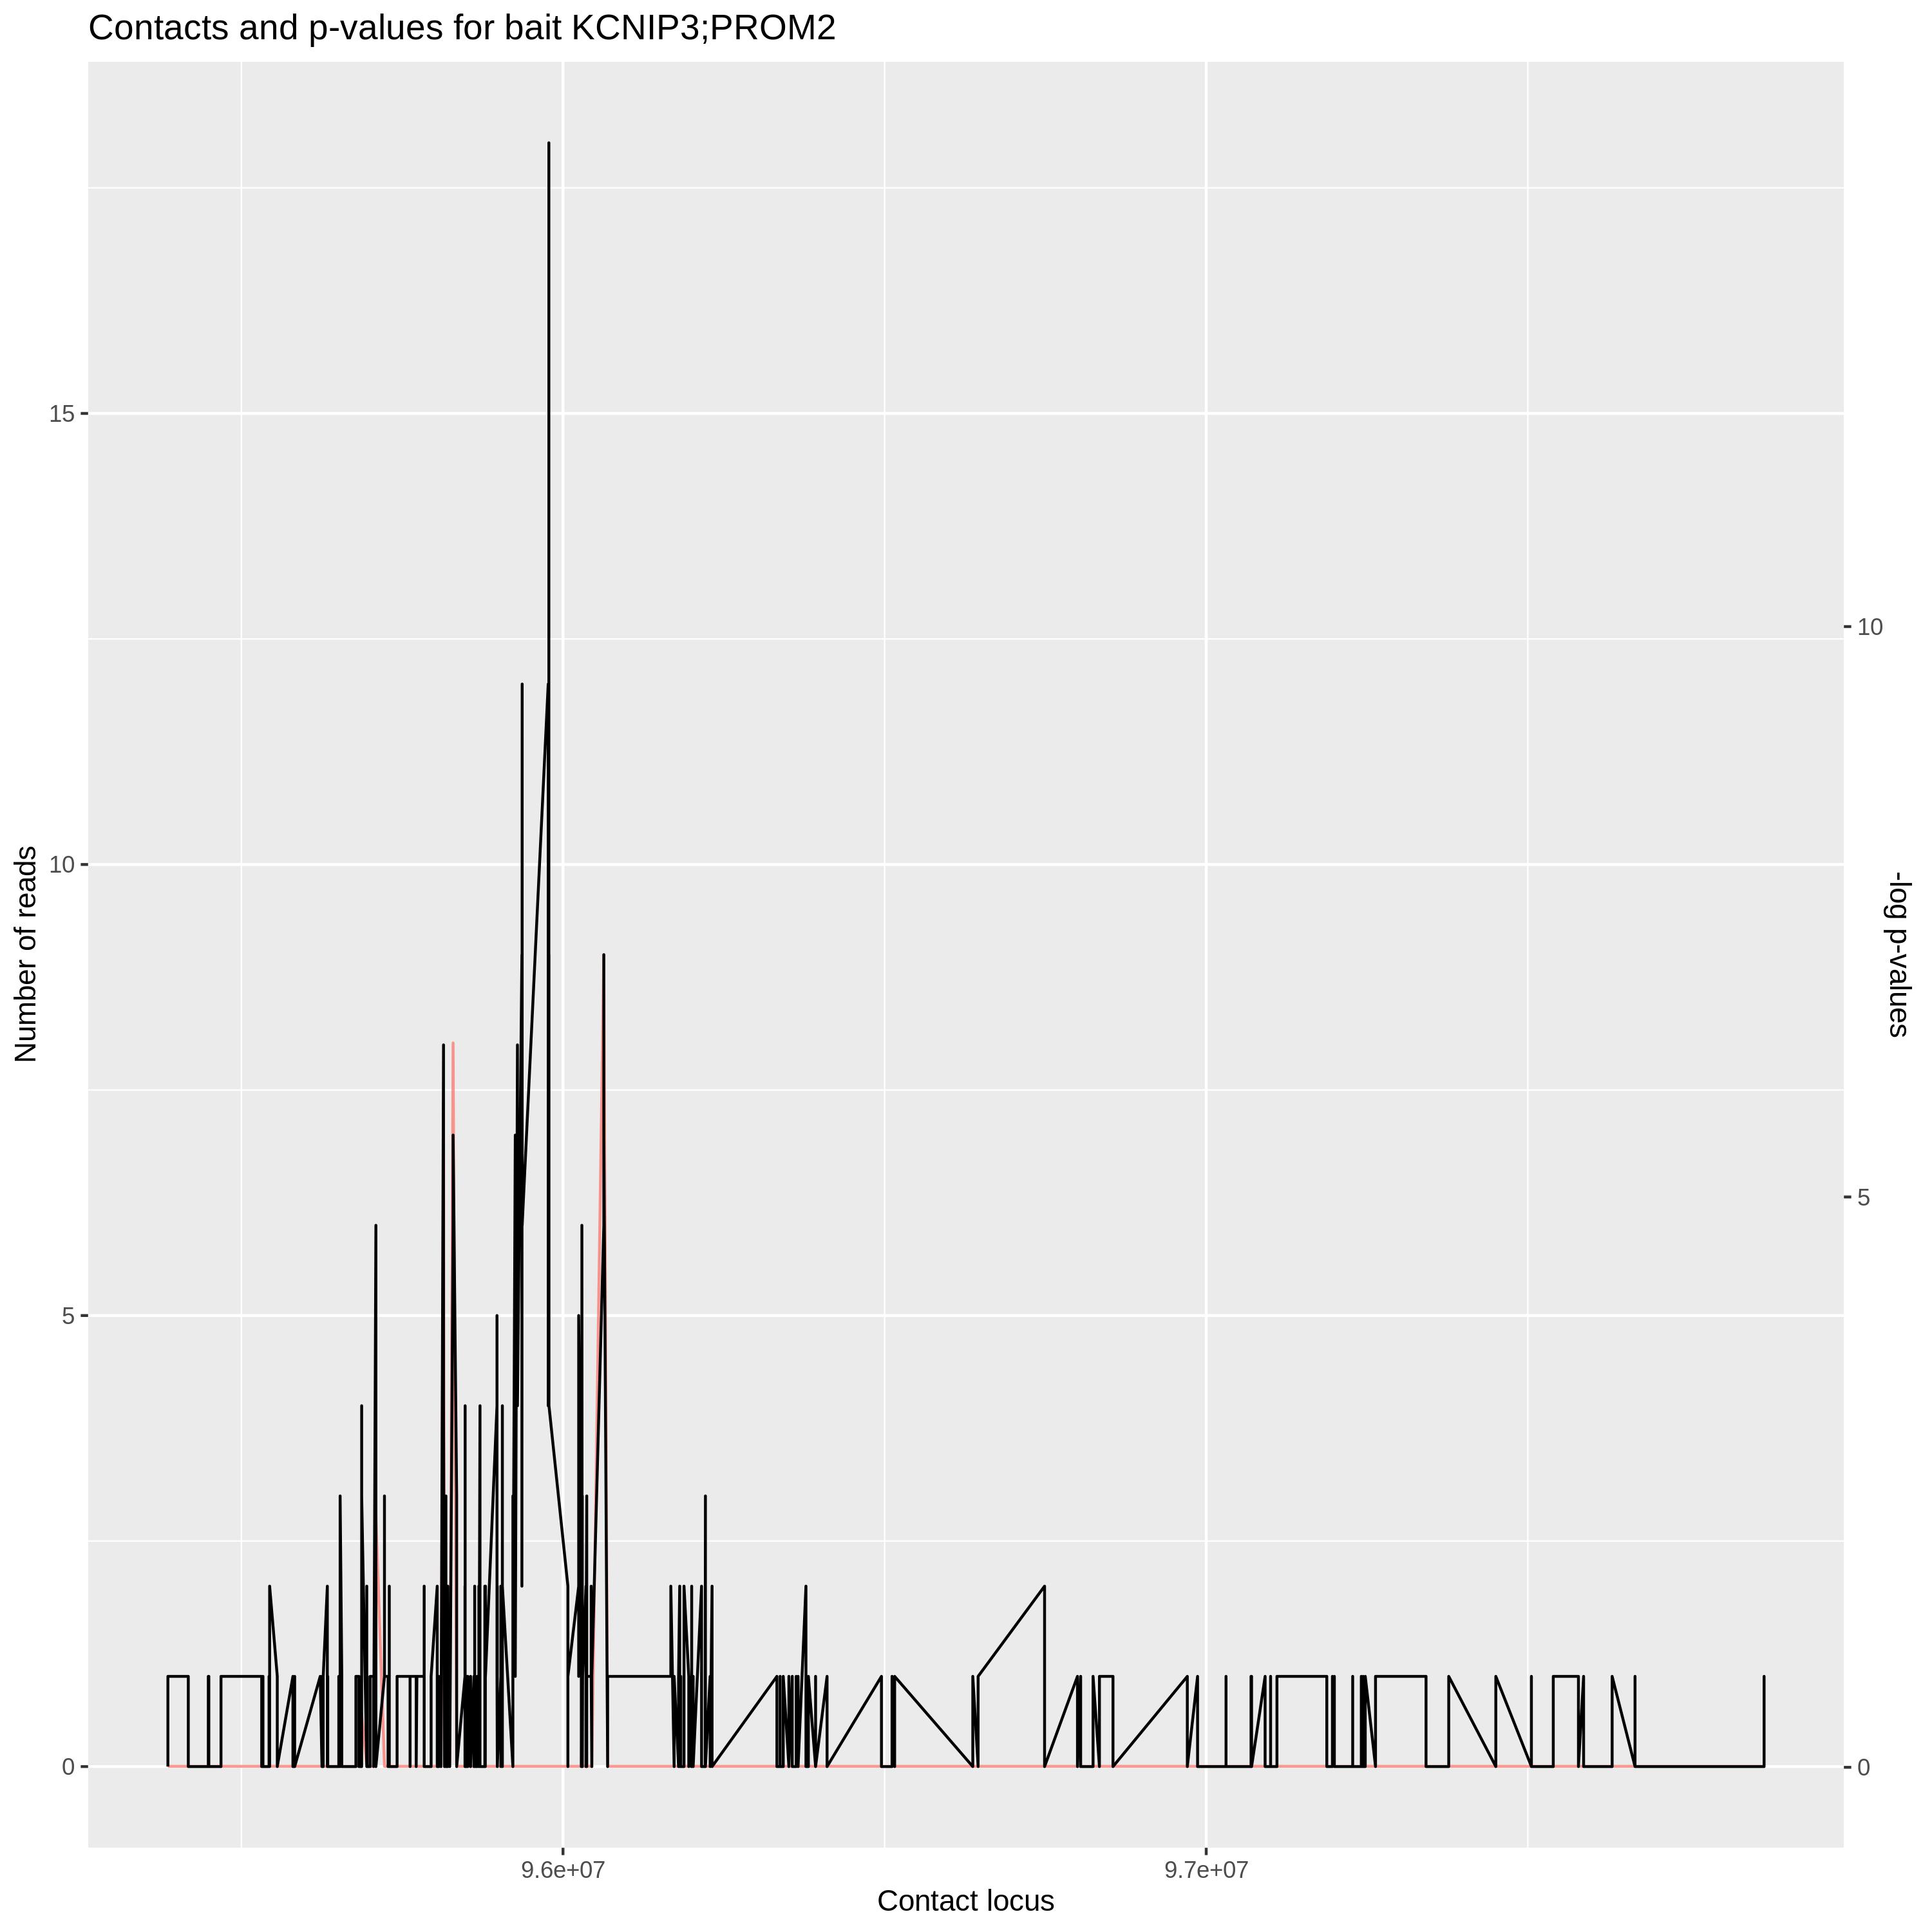 Contacts and p-values for bait KCNIP3;PROM2
15
10
5
0
Number of reads
10
5
0
-log p-values
9.6e+07
9.7e+07
Contact locus